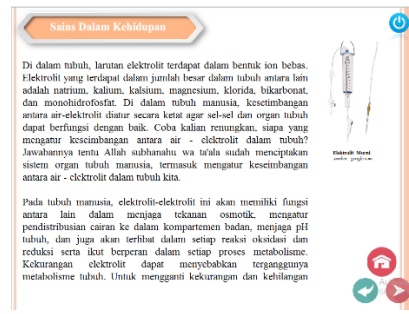 Sains Dalam Kehidupan
Di dalam tubuh, larutan elektrolit terdapat dalam bentuk ion bebas.
Elektrolit yang terdapat dalam jumlah besar dalam tubuh antara lain
adalah natrium, kalium, kalsium, magnesium, klorida, bikarbonat,
dan monohidrofosfat. Di dalam tubuh manusia, kesetimbangan
antara air-elektrolit diatur secara ketat agar sel-sel dan organ tubuh
dapat berfungsi dengan baik. Coba kalian renungkan, siapa yang
mengatur keseimbangan antara air - elektrolit dalam tubuh?
Jawabannya tentu Allah subhanahu wa ta'ala sudah menciptakan
sistem organ tubuh manusia, termasuk mengatur keseimbangan
antara air - elektrolit dalam tubuh kita.
Pada tubuh manusia, elektrolit-elektrolit ini akan memiliki fungsi
antara lain dalam menjaga tekanan osmotik, mengatur
pendistribusian cairan ke dalam kompartemen badan, menjaga pH
tubuh, dan juga akan terlibat dalam setiap reaksi oksidasi dan
reduksi serta ikut berperan dalam setiap proses metabolisme.
Kekurangan elektrolit dapat menyebabkan terganggunya
metabolisme tubuh. Untuk mengganti kekurangan dan kehilangan
Elektrolit